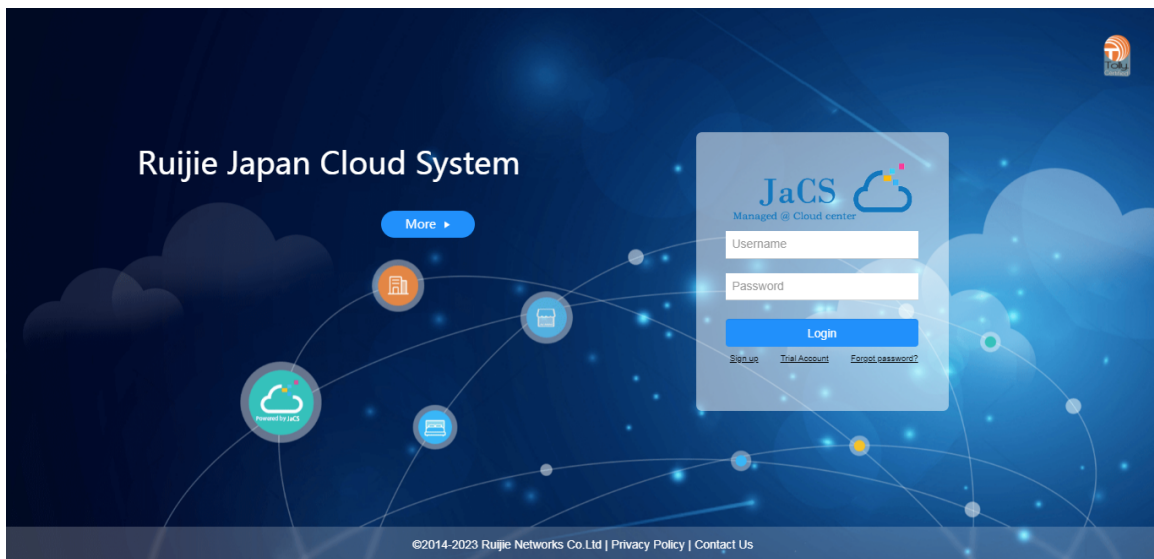 Tolly
Ruijie Japan Cloud System
JaCS
Managed @ Cloud center
More
Username
Password
Login
Sign up Trial Account Forgot password?
Powered by JaCS
©2014-2023 Ruijie Networks Co.Ltd | Privacy Policy | Contact Us